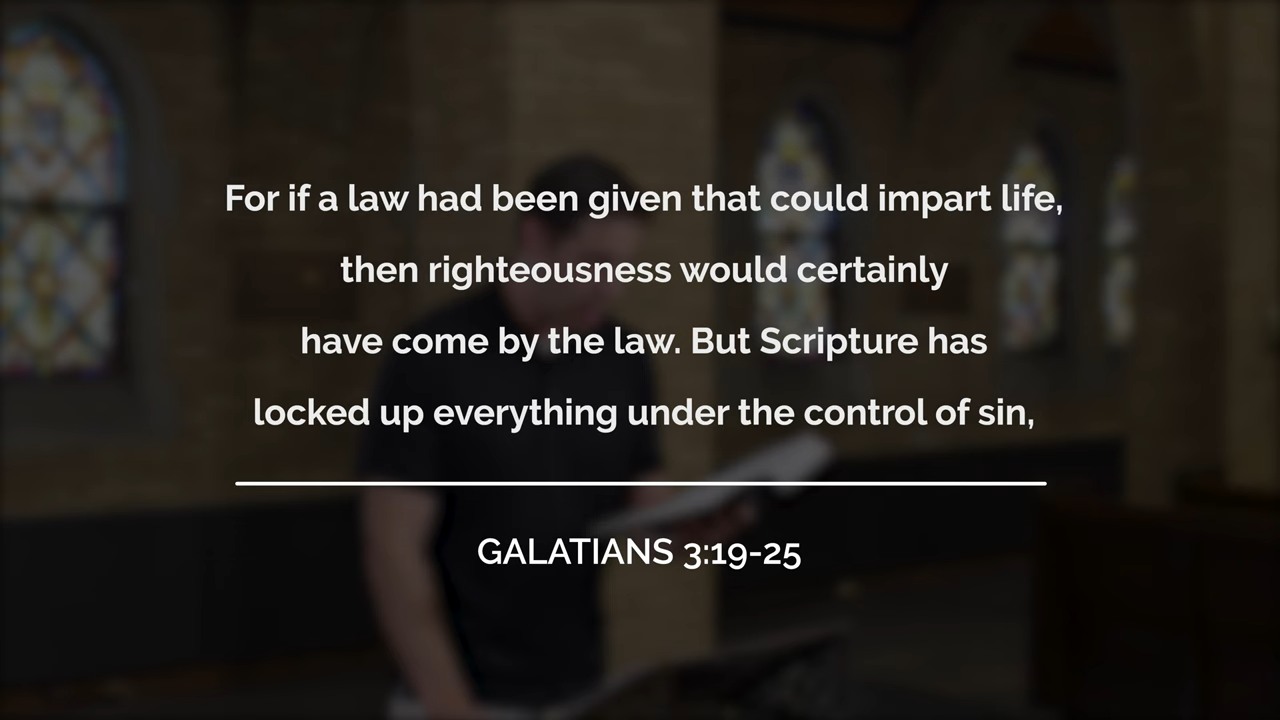 For if a law had been given that could impart life,
then righteousness would certainly
have come by the law. But Scripture has
locked up everything under the control of sin,
GALATIANS 3:19-25